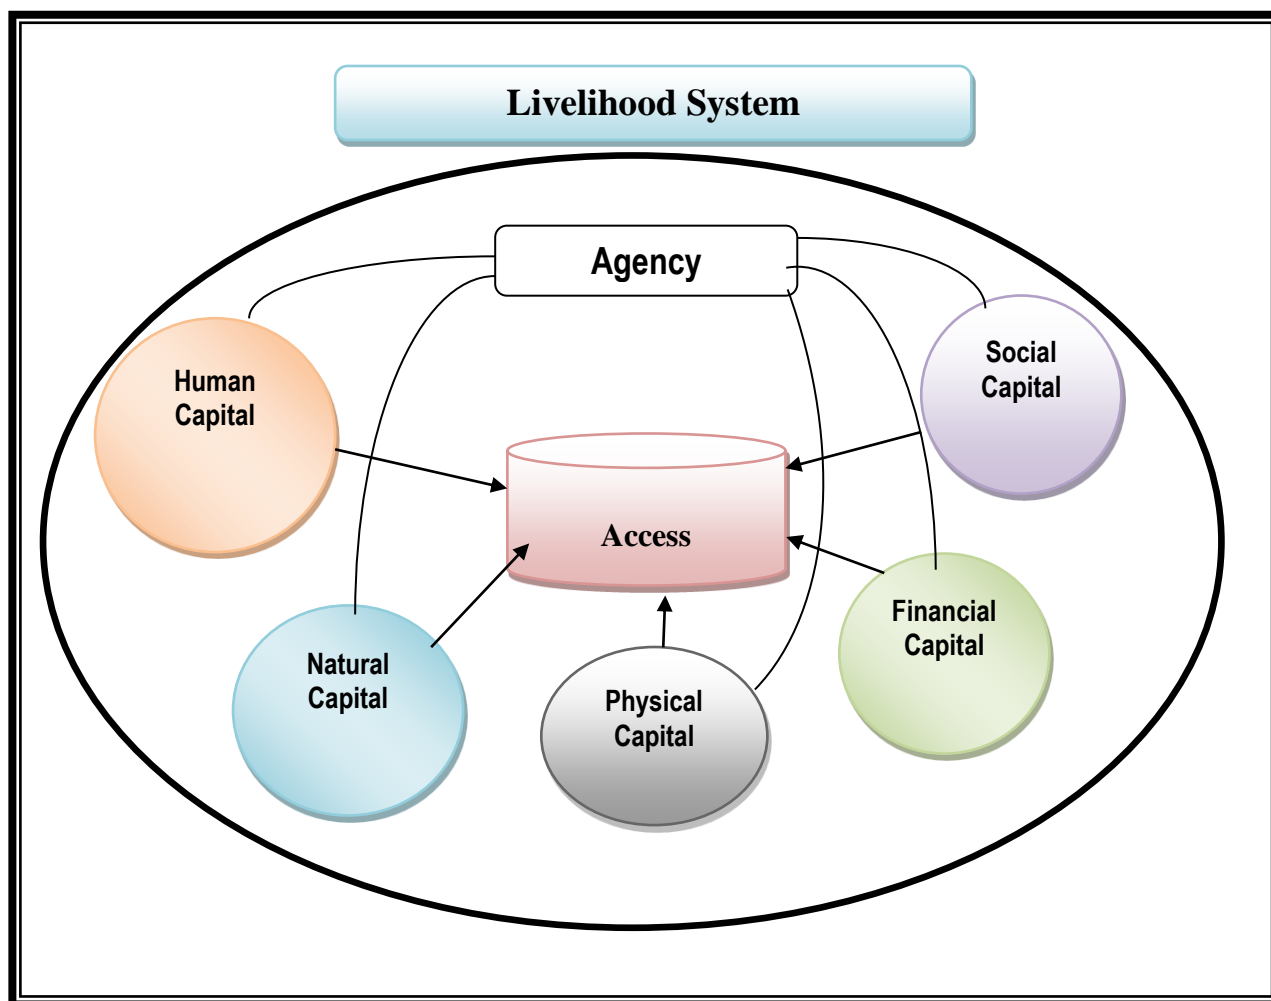 Livelihood System
Agency
Human
Capital
Social
Capital
Access
Natural
Capital
Physical
Capital
Financial
Capital